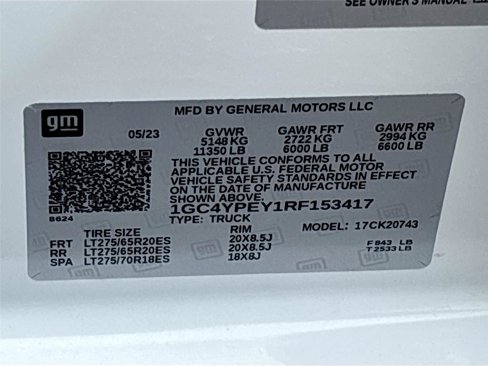 SEE OWNER'S MANUAL
gm
MFD BY GENERAL MOTORS LLC
05/23 GVWR GAWR FRT GAWR RR
5148 KG 2722 KG 2994 KG
11350 LB 6000 LB 6600 LB
THIS VEHICLE CONFORMS TO ALL
APPLICABLE U.S. FEDERAL MOTOR
VEHICLE SAFETY STANDARDS IN EFFECT
ON THE DATE OF MANUFACTURE
SHOWN ABOVE.
1GC4YPEY1RF153417
8624
TYPE: TRUCK MODEL: 17CK20743
TIRE SIZE RIM
FRT LT275/65R20ES 20X8.5J F 843 LB
RR LT275/65R20ES 20X8.5J T 2533 LB
SPA LT275/70R18ES 18X8J